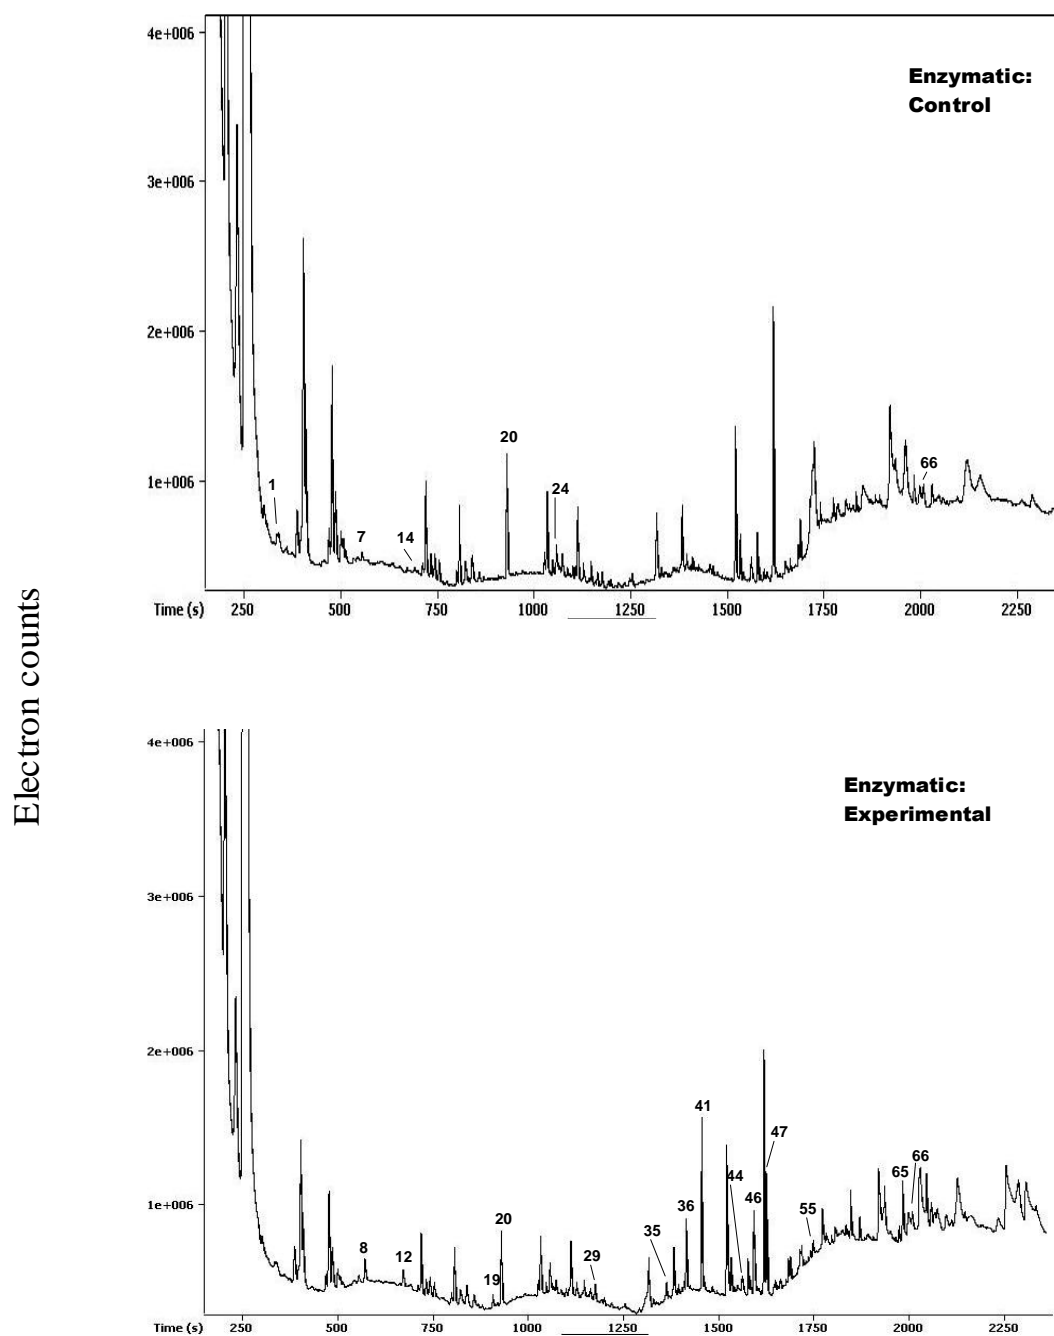 Electron counts
4e+006
Enzymatic:
Control
3e+006
2e+006
20
1e+006
1
24
66
7
14
Time (s) 250 500 750 1000 1250 1500 1750 2000 2250
4e+006
Enzymatic:
Experimental
3e+006
2e+006
41
47
1e+006
44
65
66
20
36
46
55
8
12
19
29
35
Time (s) 250 500 750 1000 1250 1500 1750 2000 2250